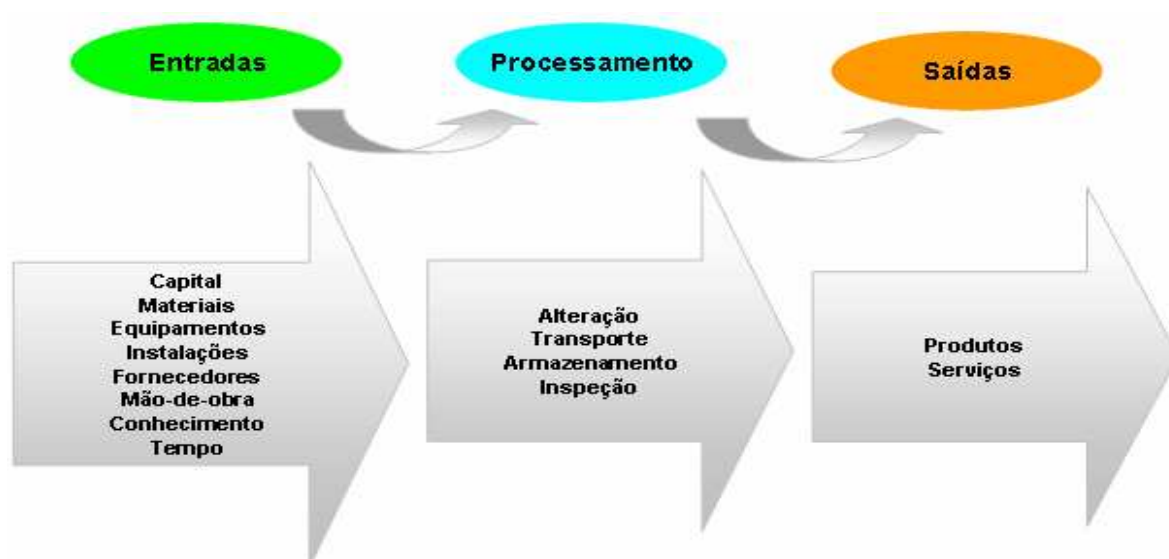 Entradas
Processamento
Saídas
Capital
Materiais
Equipamentos
Instalações
Fornecedores
Mão-de-obra
Conhecimento
Tempo
Alteração
Transporte
Armazenamento
Inspeção
Produtos
Serviços